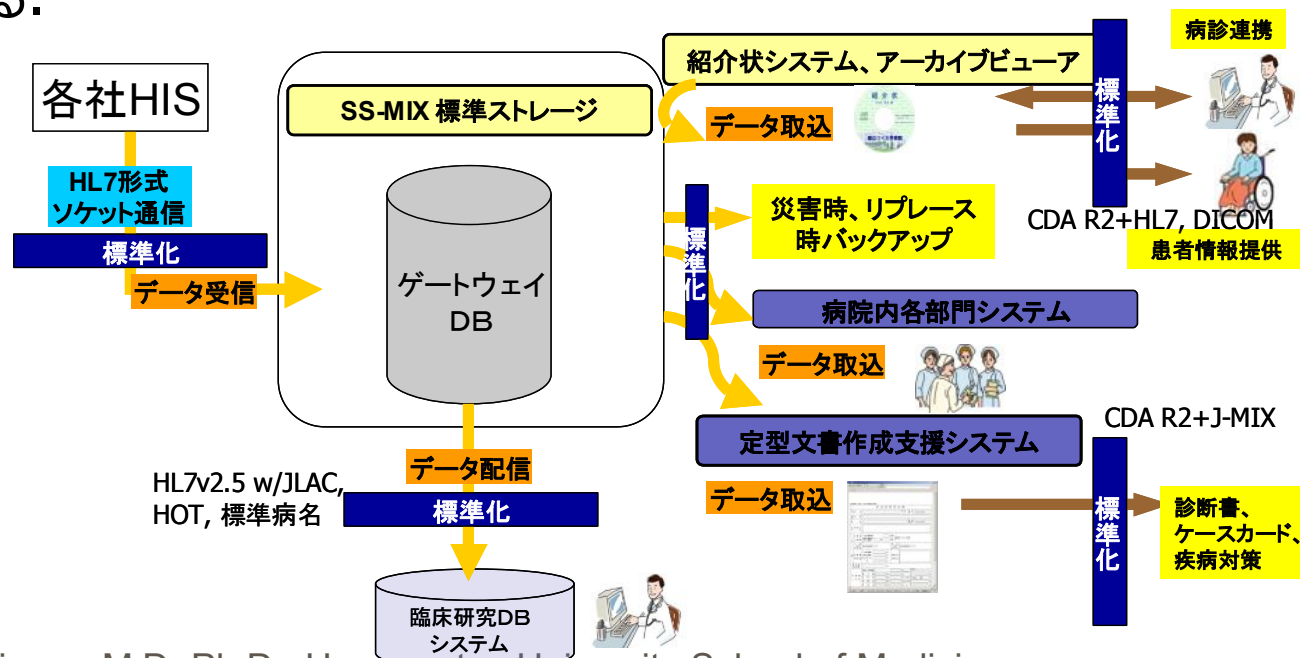 る.
各社HIS
HL7形式
ソケット通信
標準化
データ受信
SS-MIX 標準ストレージ
ゲートウェイ
DB
データ配信
HL7v2.5 w/JLAC,
HOT, 標準病名
標準化
臨床研究DB
システム
紹介状システム、アーカイブビューア
データ取込
紹介状
標準化
病診連携
CDA R2+HL7, DICOM
患者情報提供
標準化
災害時、リプレース
時バックアップ
病院内各部門システム
データ取込
定型文書作成支援システム
データ取込
CDA R2+J-MIX
標準化
診断書、
ケースカード、
疾病対策